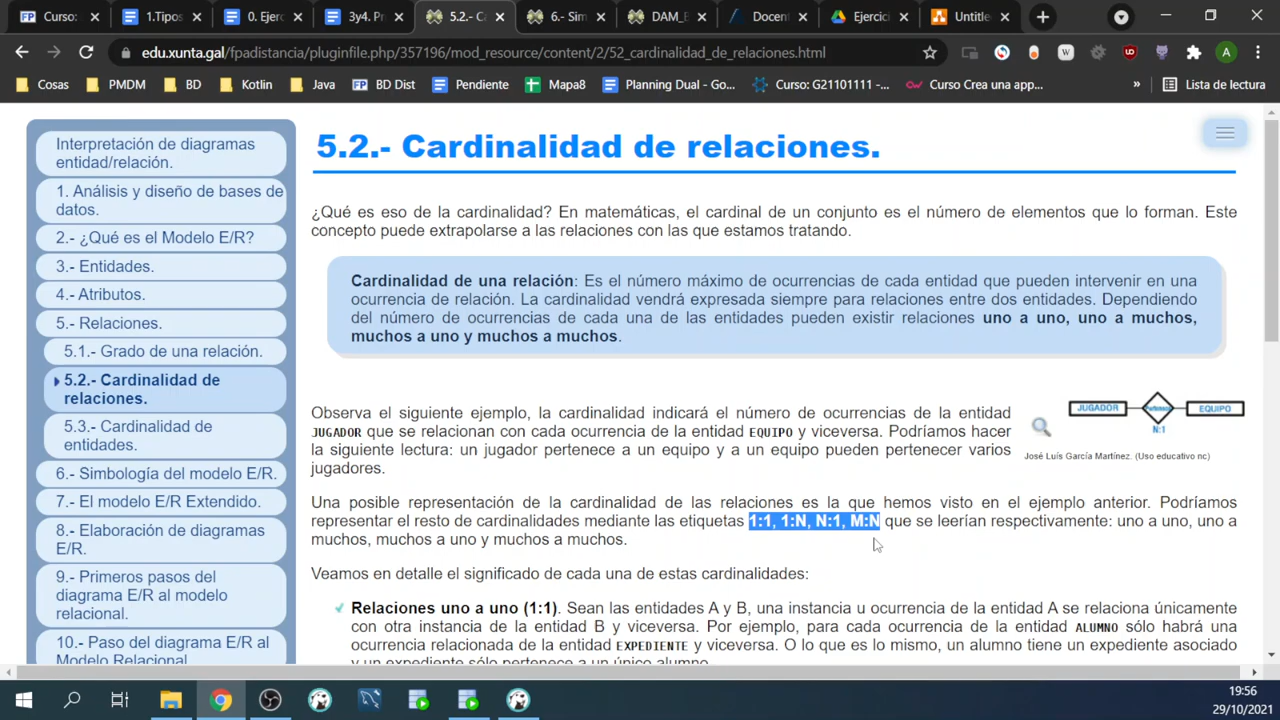 1.Tipos
0. Ejerc
3y4. Pr
5.2.- Ca
6.- Sim
DAM_B
Docent
Ejercici
Untitle
edu.xunta.gal/fpadistancia/pluginfile.php/357196/mod_resource/content/2/52_cardinalidad_de_relaciones.html
Cosas
PMDM
BD
Kotlin
Java
BD Dist
Pendiente
Mapa8
Planning Dual - Go...
Curso: G21101111 -...
Curso Crea una app...
»
Lista de lectura
Interpretación de diagramas
entidad/relación.
1. Análisis y diseño de bases de
datos.
2.- ¿Qué es el Modelo E/R?
3.- Entidades.
4.- Atributos.
5.- Relaciones.
5.1.- Grado de una relación.
5.2.- Cardinalidad de
relaciones.
5.3.- Cardinalidad de
entidades.
6.- Simbología del modelo E/R.
7.- El modelo E/R Extendido.
8.- Elaboración de diagramas
E/R.
9.- Primeros pasos del
diagrama E/R al modelo
relacional.
10.- Paso del diagrama E/R al
Modelo Relacional
5.2.- Cardinalidad de relaciones.
¿Qué es eso de la cardinalidad? En matemáticas, el cardinal de un conjunto es el número de elementos que lo forman. Este
concepto puede extrapolarse a las relaciones con las que estamos tratando.
Cardinalidad de una relación: Es el número máximo de ocurrencias de cada entidad que pueden intervenir en una
ocurrencia de relación. La cardinalidad vendrá expresada siempre para relaciones entre dos entidades. Dependiendo
del número de ocurrencias de cada una de las entidades pueden existir relaciones uno a uno, uno a muchos,
muchos a uno y muchos a muchos.
Observa el siguiente ejemplo, la cardinalidad indicará el número de ocurrencias de la entidad
JUGADOR que se relacionan con cada ocurrencia de la entidad EQUIPO y viceversa. Podríamos hacer
la siguiente lectura: un jugador pertenece a un equipo y a un equipo pueden pertenecer varios
jugadores.
JUGADOR
EQUIPO
N:1
José Luís García Martínez. (Uso educativo nc)
Una posible representación de la cardinalidad de las relaciones es la que hemos visto en el ejemplo anterior. Podríamos
representar el resto de cardinalidades mediante las etiquetas 1:1, 1:N, N:1, M:N que se leerían respectivamente: uno a uno, uno a
muchos, muchos a uno y muchos a muchos.
Veamos en detalle el significado de cada una de estas cardinalidades:
Relaciones uno a uno (1:1). Sean las entidades A y B, una instancia u ocurrencia de la entidad A se relaciona únicamente
con otra instancia de la entidad B y viceversa. Por ejemplo, para cada ocurrencia de la entidad ALUMNO sólo habrá una
ocurrencia relacionada de la entidad EXPEDIENTE y viceversa. O lo que es lo mismo, un alumno tiene un expediente asociado
y un expediente sólo pertenece a un único alumno.
19:56
29/10/2021